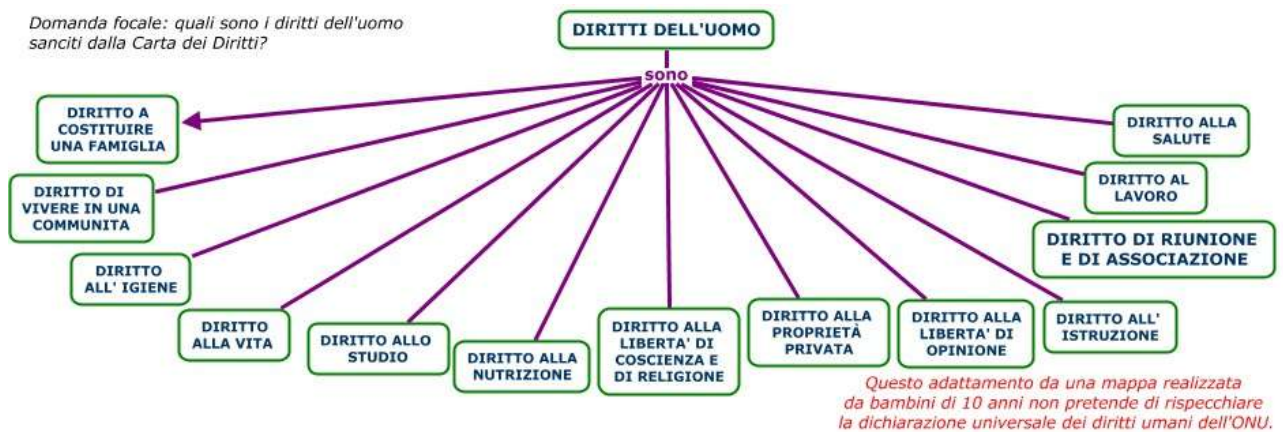 Domanda focale: quali sono i diritti dell'uomo
sanciti dalla Carta dei Diritti?
DIRITTI DELL'UOMO
sono
DIRITTO A
COSTITUIRE
UNA FAMIGLIA
DIRITTO DI
VIVERE IN UNA
COMMUNITA
DIRITTO
ALL' IGIENE
DIRITTO
ALLA VITA
DIRITTO ALLO
STUDIO
DIRITTO ALLA
NUTRIZIONE
DIRITTO ALLA
LIBERTA' DI
COSCIENZA E
DI RELIGIONE
DIRITTO ALLA
PROPRIETÀ
PRIVATA
DIRITTO ALLA
LIBERTA' DI
OPINIONE
DIRITTO ALL'
ISTRUZIONE
DIRITTO DI RIUNIONE
E DI ASSOCIAZIONE
DIRITTO AL
LAVORO
DIRITTO ALLA
SALUTE
Questo adattamento da una mappa realizzata
da bambini di 10 anni non pretende di rispecchiare
la dichiarazione universale dei diritti umani dell'ONU.